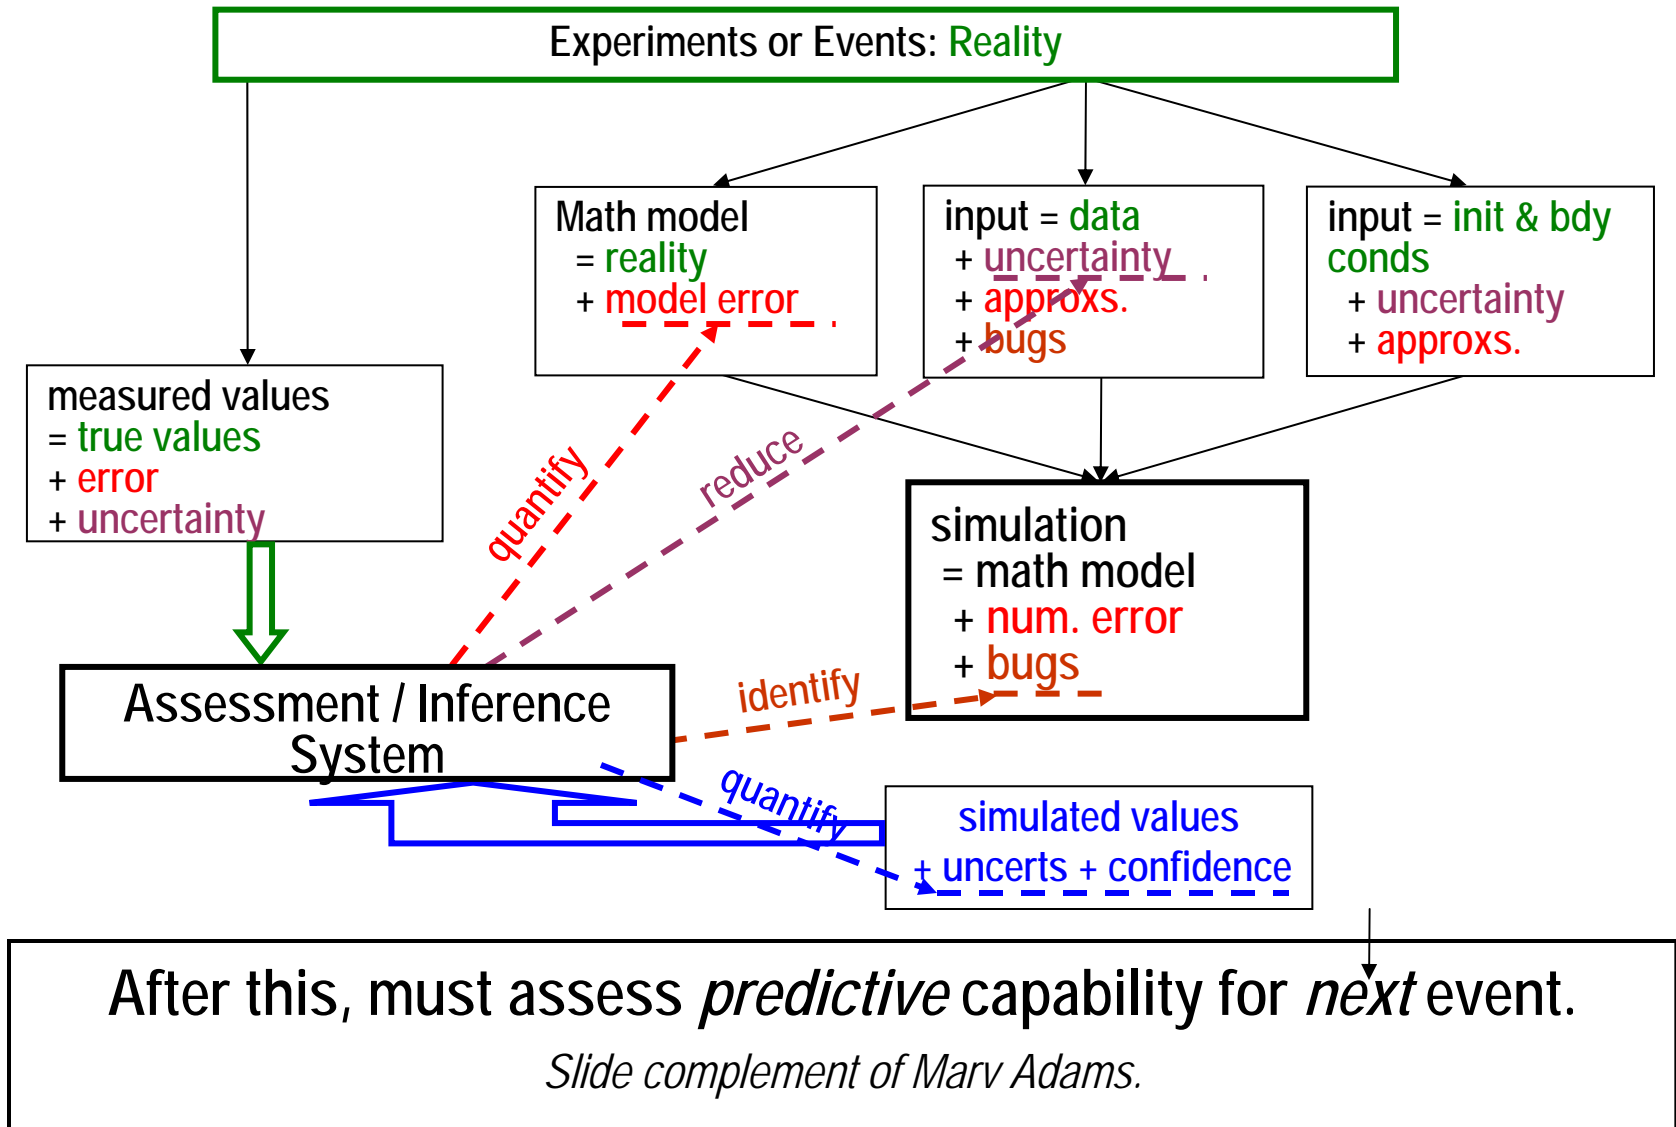 Experiments or Events: Reality
Math model
= reality
+ model error
input = data
+ uncertainty
+ approxs.
+ bugs
input = init & bdy
conds
+ uncertainty
+ approxs.
measured values
= true values
+ error
+ uncertainty
quantify
reduce
simulation
= math model
+ num. error
+ bugs
Assessment / Inference
System
identify
quantify
simulated values
+ uncerts + confidence
After this, must assess predictive capability for next event.
Slide complement of Marv Adams.